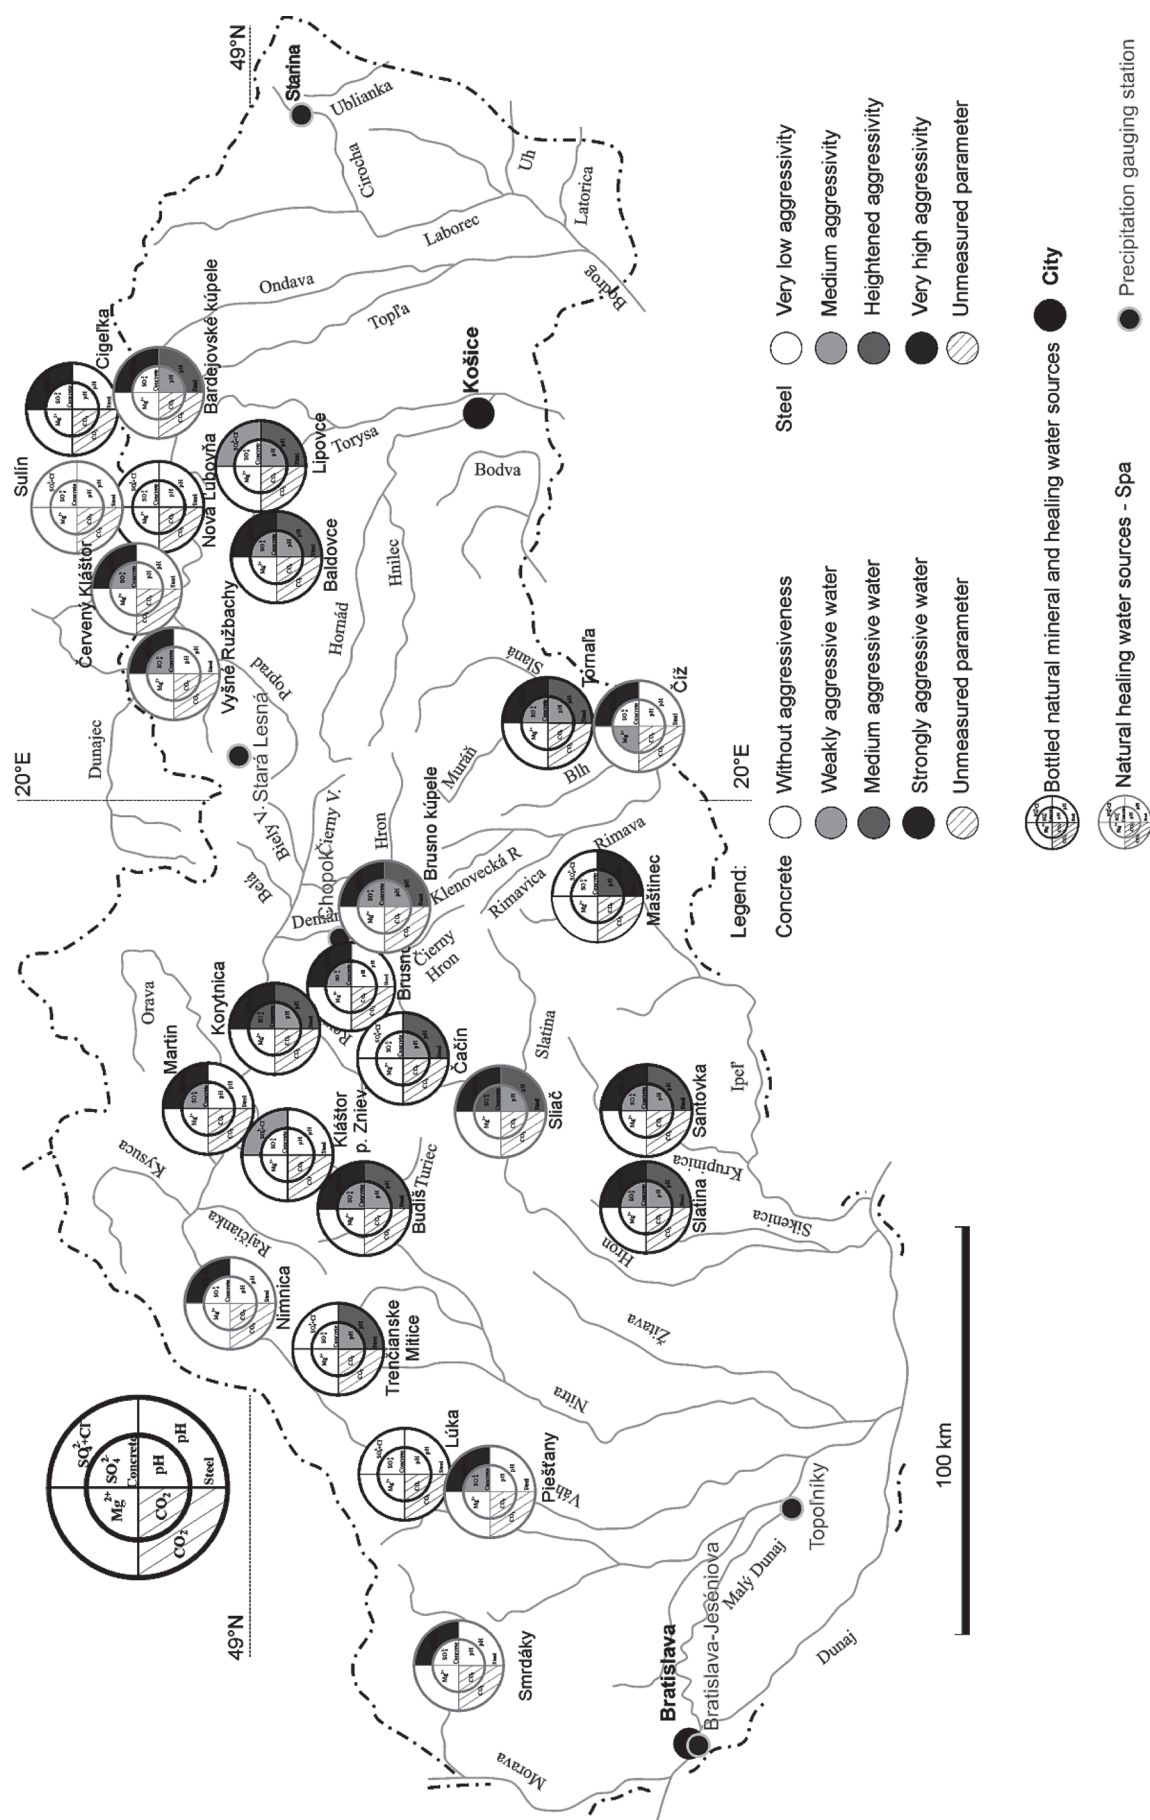 49°N
20°E
Starina
Ublianka
Cirocha
Uh
Latorica
Laborec
Ondava
Topľa
Bodrog
Cigeľka
Bardejovské kúpele
Sulín
Nová Ľubovňa
Lipovce
Torysa
Košice
Bodva
Červený Kláštor
Baldovce
Hnilec
Hornád
Vyšné Ružbachy
Poprad
Stará Lesná
Dunajec
Slaná
Tornaľa
Číž
Muráň
Blh
20°E
Biely V.
Čierny V.
Belá
Chopok
Hron
Brusno kúpele
Klenovecká R
Rimavica
Rimava
Maštinec
Čierny
Hron
Brusno
Orava
Korytnica
Martin
Čačín
Slatina
Sliač
Kláštor
p. Zniev
Turiec
Budiš
Kysuca
Rajčianka
Nimnica
Santovka
Slatina
Krupinica
Ipeľ
Sikenica
Hron
Trenčianske
Mitice
Žitava
Nitra
Lúka
Piešťany
Váh
Smrdáky
Bratislava
Bratislava-Jeséniova
Malý Dunaj
Topoľníky
Dunaj
Morava
49°N
100 km
SO₄²⁻+Cl⁻
SO₄²⁻
Mg²⁺
Concrete
pH
pH
CO₂
CO₂
Steel
Legend:
Concrete
Without aggressiveness
Weakly aggressive water
Medium aggressive water
Strongly aggressive water
Unmeasured parameter
Steel
Very low aggressivity
Medium aggressivity
Heightened aggressivity
Very high aggressivity
Unmeasured parameter
Bottled natural mineral and healing water sources
City
Natural healing water sources - Spa
Precipitation gauging station